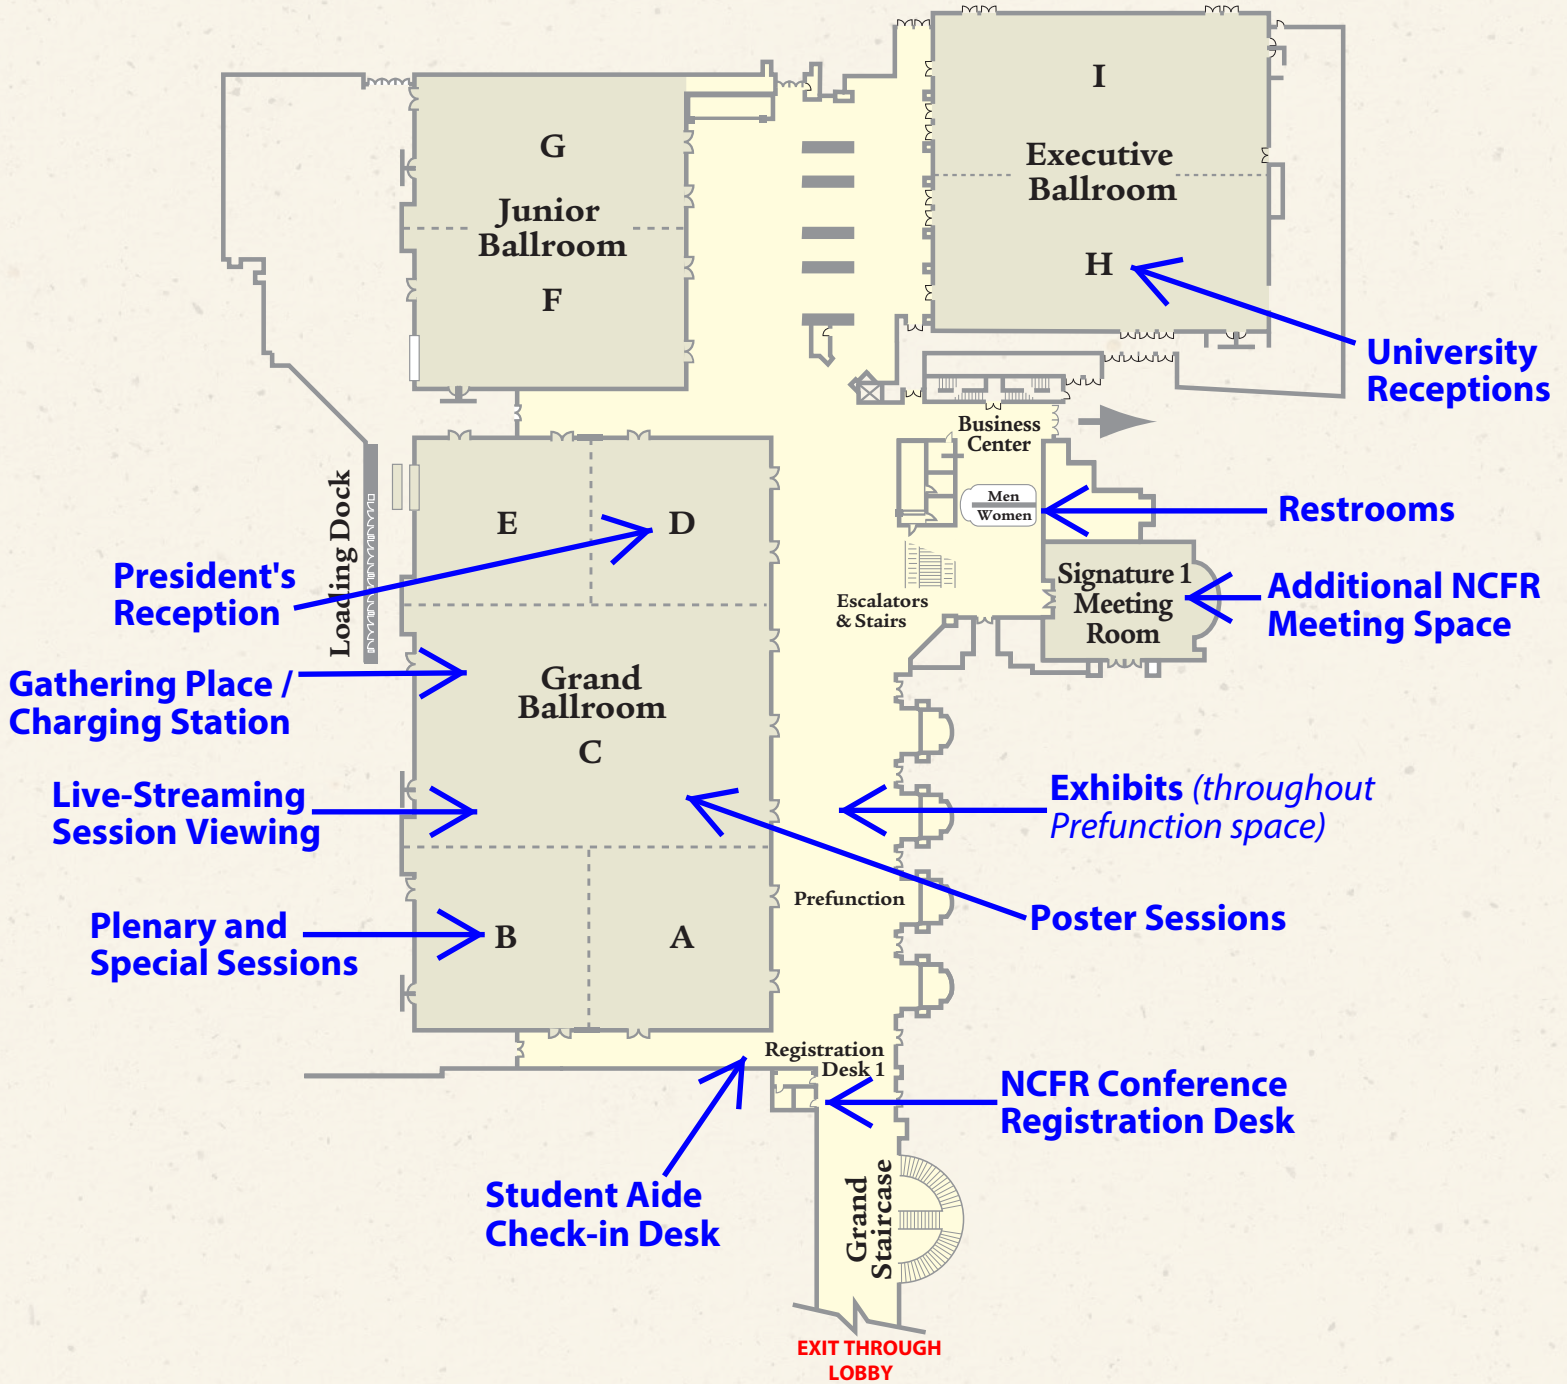 I
Executive
Ballroom
H
G
Junior
Ballroom
F
University
Receptions
Business
Center
Men
Women
Restrooms
Loading Dock
E
D
President's
Reception
Escalators
& Stairs
Signature 1
Meeting
Room
Additional NCFR
Meeting Space
Gathering Place /
Charging Station
Grand
Ballroom
C
Live-Streaming
Session Viewing
Exhibits (throughout
Prefunction space)
Prefunction
Poster Sessions
Plenary and
Special Sessions
B
A
Registration
Desk 1
NCFR Conference
Registration Desk
Student Aide
Check-in Desk
Grand
Staircase
EXIT THROUGH
LOBBY